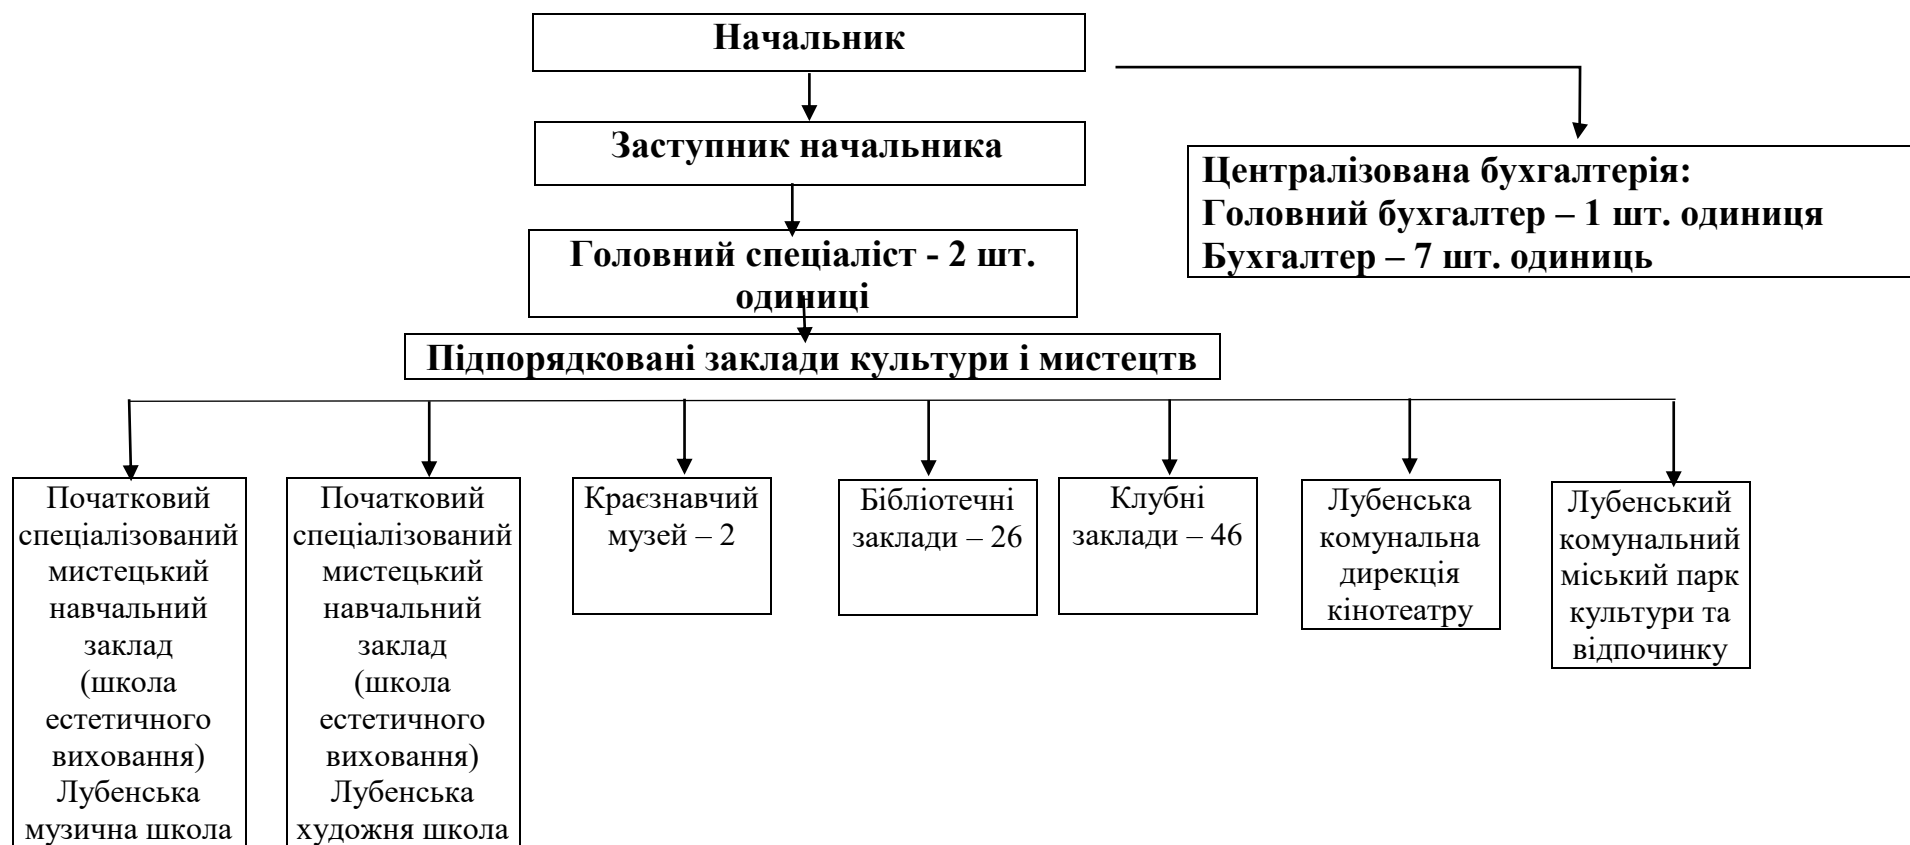 Начальник
Заступник начальника
Централізована бухгалтерія:
Головний бухгалтер – 1 шт. одиниця
Бухгалтер – 7 шт. одиниць
Головний спеціаліст - 2 шт.
одиниці
Підпорядковані заклади культури і мистецтв
Початковий
спеціалізований
мистецький
навчальний
заклад
(школа
естетичного
виховання)
Лубенська
музична школа
Початковий
спеціалізований
мистецький
навчальний
заклад
(школа
естетичного
виховання)
Лубенська
художня школа
Краєзнавчий
музей – 2
Бібліотечні
заклади – 26
Клубні
заклади – 46
Лубенська
комунальна
дирекція
кінотеатру
Лубенський
комунальний
міський парк
культури та
відпочинку